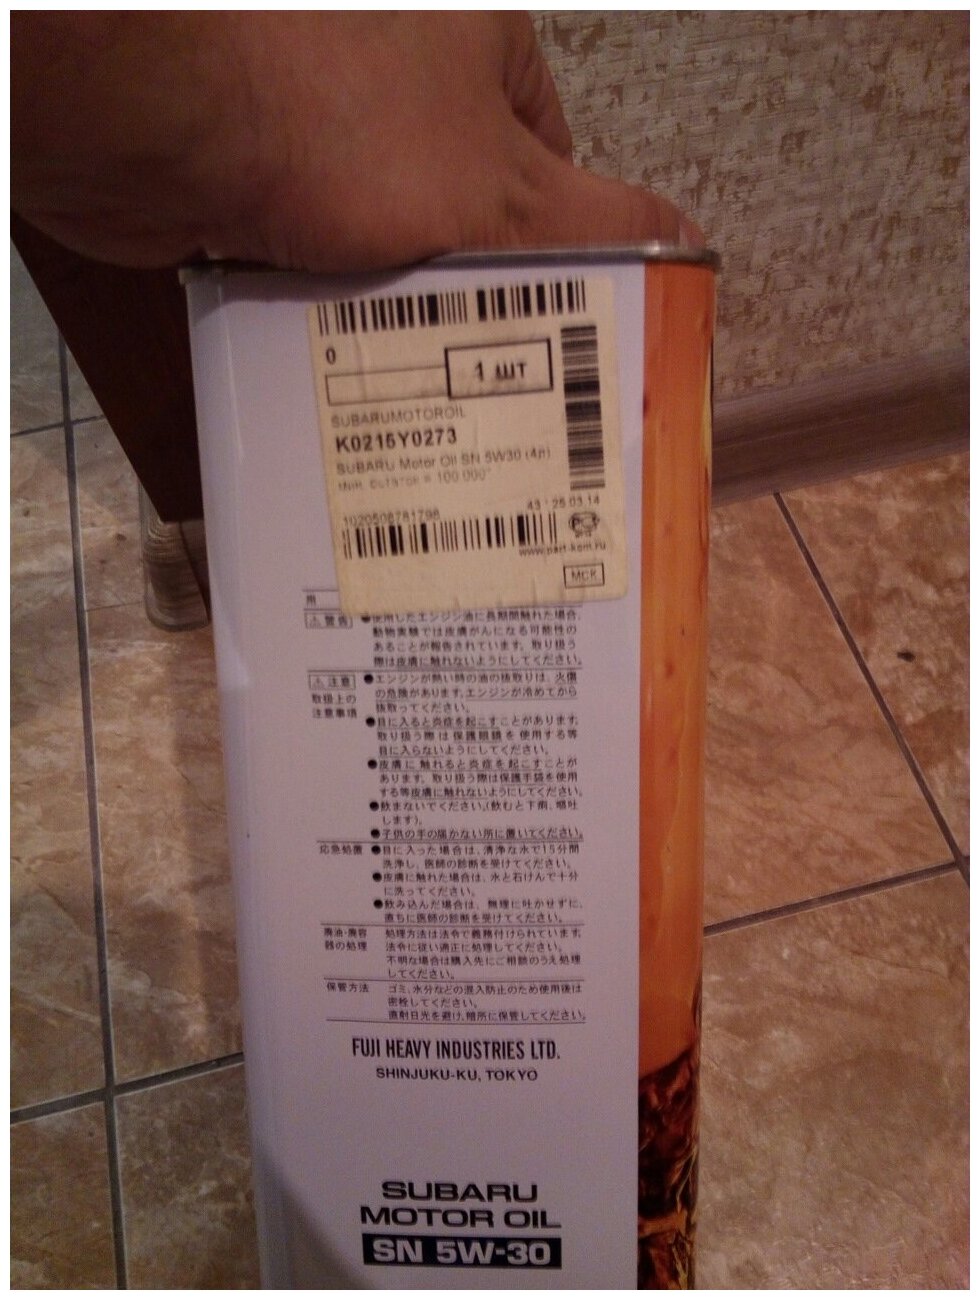 0
1 шт
SUBARUMOTOROIL
K0215Y0273
SUBARU Motor Oil SN 5W30 (4л)
= 100 000"
1020506781798
43 25.03.14
www.part-kom.ru
МСК
用
⚠警告 ●使用したエンジン油に長期間触れた場合、
動物実験では皮膚がんになる可能性の
あることが報告されています。取り扱う
際は皮膚に触れないようにしてください。
⚠注意 ●エンジンが熱い時の油の抜取りは、火傷
取扱上の の危険があります。エンジンが冷めてから
注意事項 抜取ってください。
●目に入ると炎症を起こすことがあります。
取り扱う際は保護眼鏡を使用する等
目に入らないようにしてください。
●皮膚に触れると炎症を起こすことが
あります。取り扱う際は保護手袋を使用
する等皮膚に触れないようにしてください。
●飲まないでください。(飲むと下痢、嘔吐
します)。
●子供の手の届かない所に置いてください。
応急処置 ●目に入った場合は、清浄な水で15分間
洗浄し、医師の診断を受けてください。
●皮膚に触れた場合は、水と石けんで十分
に洗ってください。
●飲み込んだ場合は、無理に吐かせずに、
直ちに医師の診断を受けてください。
廃油・廃容 処理方法は法令で義務付けられています。
器の処理 法令に従い適正に処理してください。
不明な場合は購入先にご相談のうえ処理
してください。
保管方法 ゴミ、水分などの混入防止のため使用後は
密栓してください。
直射日光を避け、暗所に保管してください。
FUJI HEAVY INDUSTRIES LTD.
SHINJUKU-KU, TOKYO
SUBARU
MOTOR OIL
SN 5W-30